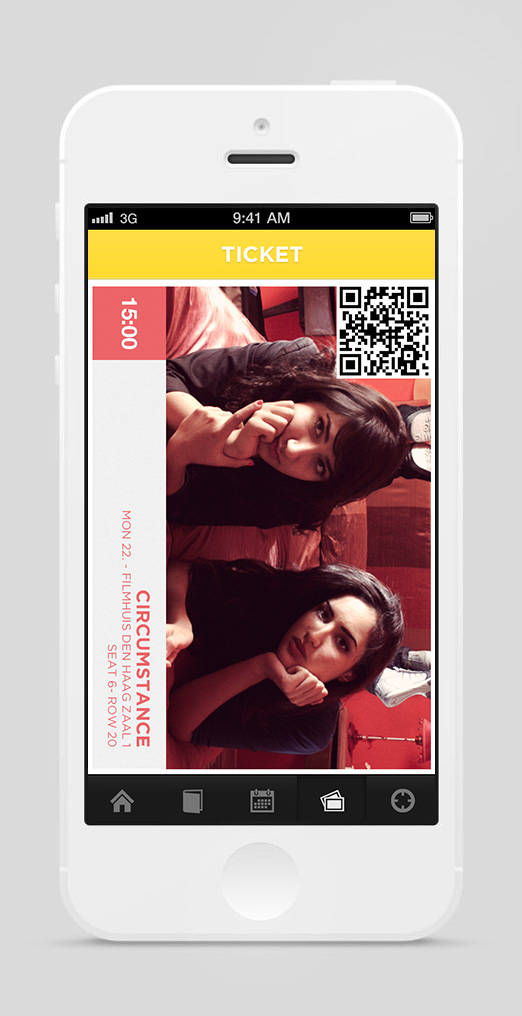 3G
9:41 AM
TICKET
15:00
CIRCUMSTANCE
MON 22. - FILMHUIS DEN HAAG ZAAL 1
SEAT 6- ROW 20